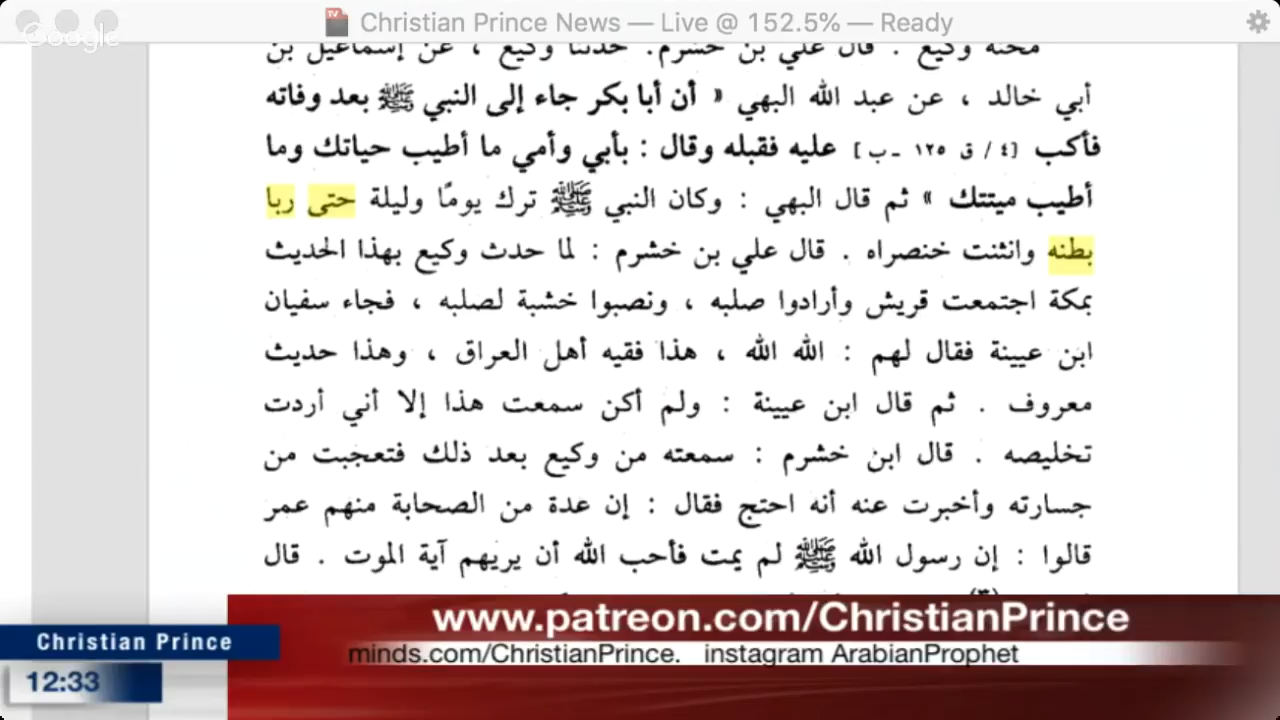 Christian Prince News — Live @ 152.5% — Ready
Google
محنة وكيع . قال علي بن خشرم. حدثنا وكيع ، عن إسماعيل بن
أبي خالد ، عن عبد الله البهي « أن أبا بكر جاء إلى النبي ﷺ بعد وفاته
فأكب [٤ / ق ١٢٥ - ب] عليه فقبله وقال : بأبي وأمي ما أطيب حياتك وما
أطيب ميتتك » ثم قال البهي : وكان النبي ﷺ ترك يومًا وليلة حتى ربا
بطنه وانثنت خنصراه . قال علي بن خشرم : لما حدث وكيع بهذا الحديث
بمكة اجتمعت قريش وأرادوا صلبه ، ونصبوا خشبة لصلبه ، فجاء سفيان
ابن عيينة فقال لهم : الله الله ، هذا فقيه أهل العراق ، وهذا حديث
معروف . ثم قال ابن عيينة : ولم أكن سمعت هذا إلا أني أردت
تخليصه . قال ابن خشرم : سمعته من وكيع بعد ذلك فتعجبت من
جسارته وأخبرت عنه أنه احتج فقال : إن عدة من الصحابة منهم عمر
قالوا : إن رسول الله ﷺ لم يمت فأحب الله أن يريهم آية الموت . قال
www.patreon.com/ChristianPrince
Christian Prince
minds.com/ChristianPrince. instagram ArabianProphet
12:33